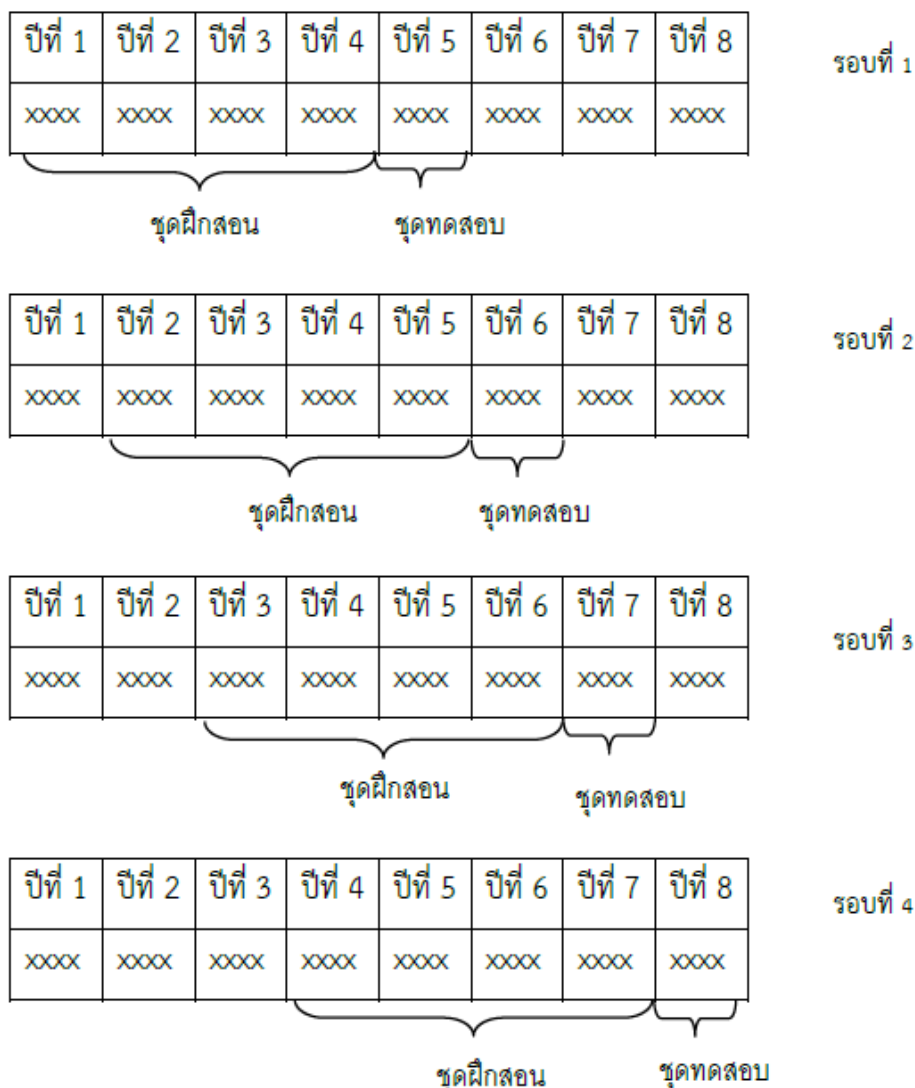 ปีที่ 1 ปีที่ 2 ปีที่ 3 ปีที่ 4 ปีที่ 5 ปีที่ 6 ปีที่ 7 ปีที่ 8 รอบที่ 1
xxxx xxxx xxxx xxxx xxxx xxxx xxxx xxxx
ชุดฝึกสอน ชุดทดสอบ
ปีที่ 1 ปีที่ 2 ปีที่ 3 ปีที่ 4 ปีที่ 5 ปีที่ 6 ปีที่ 7 ปีที่ 8 รอบที่ 2
xxxx xxxx xxxx xxxx xxxx xxxx xxxx xxxx
ชุดฝึกสอน ชุดทดสอบ
ปีที่ 1 ปีที่ 2 ปีที่ 3 ปีที่ 4 ปีที่ 5 ปีที่ 6 ปีที่ 7 ปีที่ 8 รอบที่ 3
xxxx xxxx xxxx xxxx xxxx xxxx xxxx xxxx
ชุดฝึกสอน ชุดทดสอบ
ปีที่ 1 ปีที่ 2 ปีที่ 3 ปีที่ 4 ปีที่ 5 ปีที่ 6 ปีที่ 7 ปีที่ 8 รอบที่ 4
xxxx xxxx xxxx xxxx xxxx xxxx xxxx xxxx
ชุดฝึกสอน ชุดทดสอบ